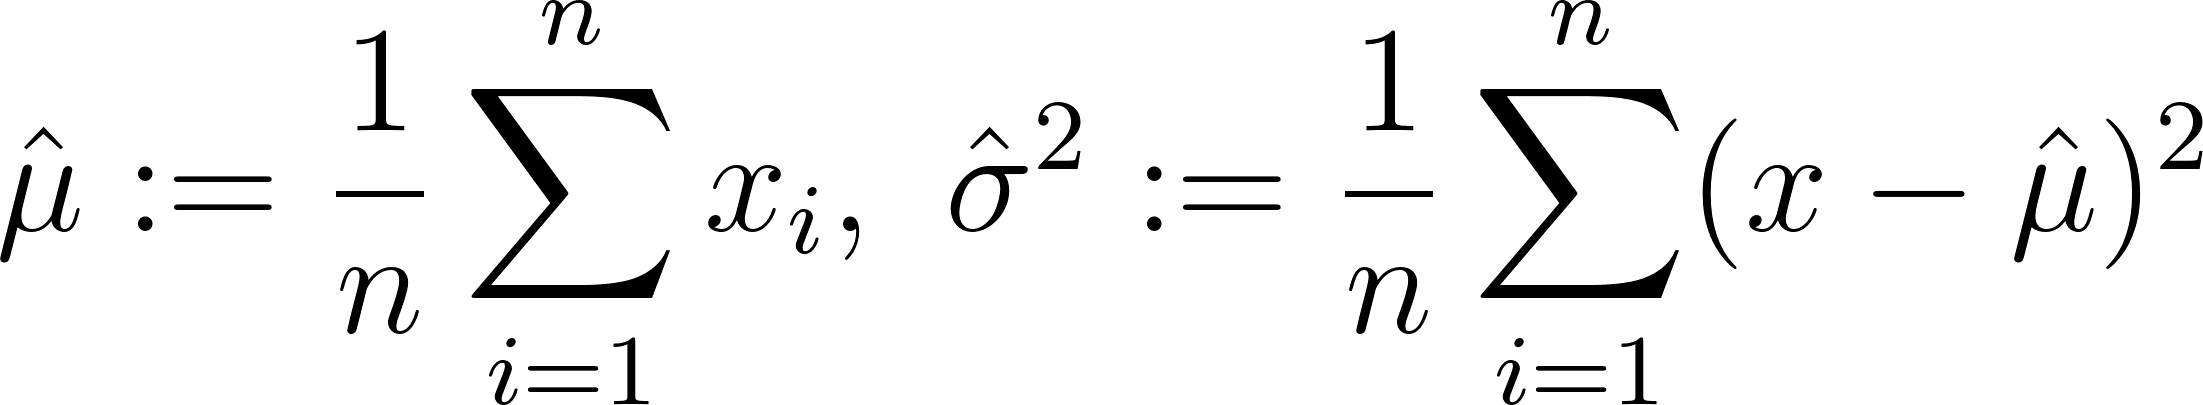 $\hat{\mu} := \frac{1}{n} \sum_{i=1}^{n} x_i, \ \hat{\sigma}^2 := \frac{1}{n} \sum_{i=1}^{n} (x - \hat{\mu})^2$